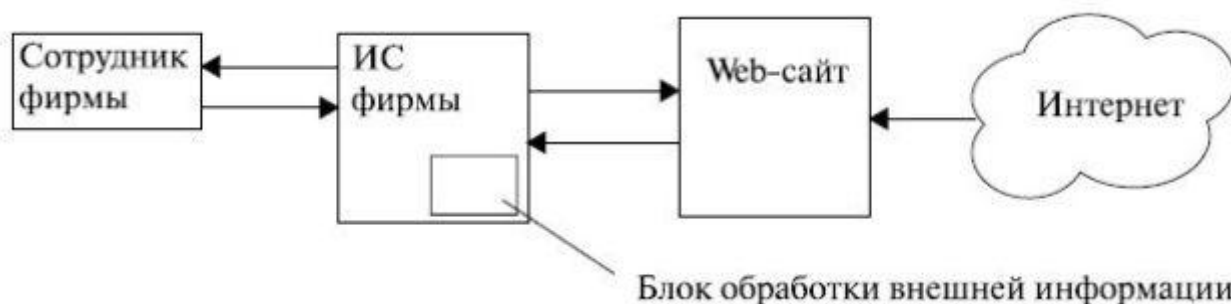 Сотрудник
фирмы
ИС
фирмы
Web-сайт
Интернет
Блок обработки внешней информации